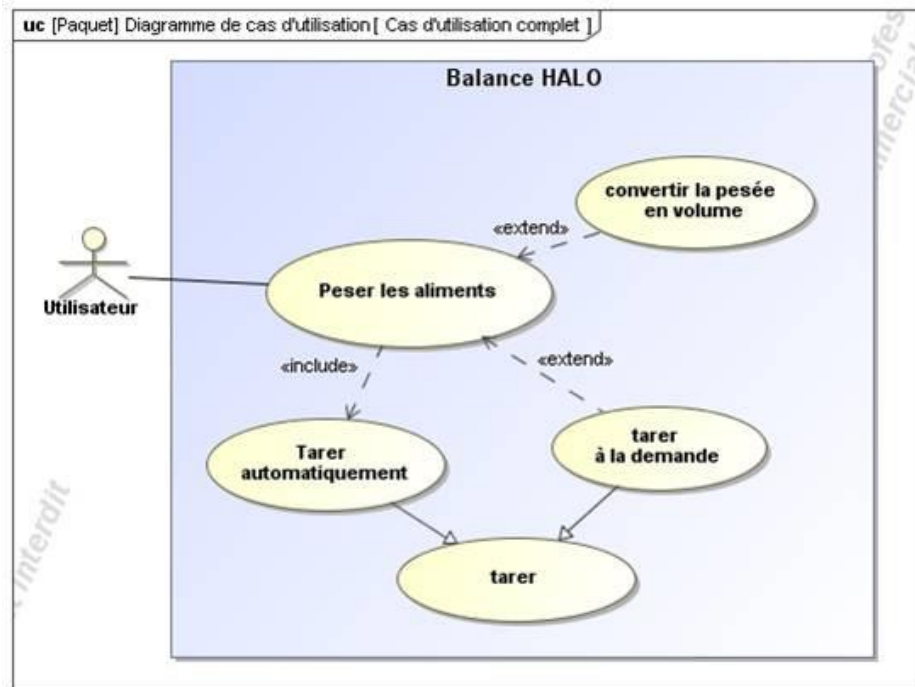 uc [Paquet] Diagramme de cas d'utilisation [ Cas d'utilisation complet ]
Balance HALO
convertir la pesée
en volume
«extend»
Peser les aliments
Utilisateur
«include»
«extend»
Tarer
automatiquement
tarer
à la demande
tarer
interdit